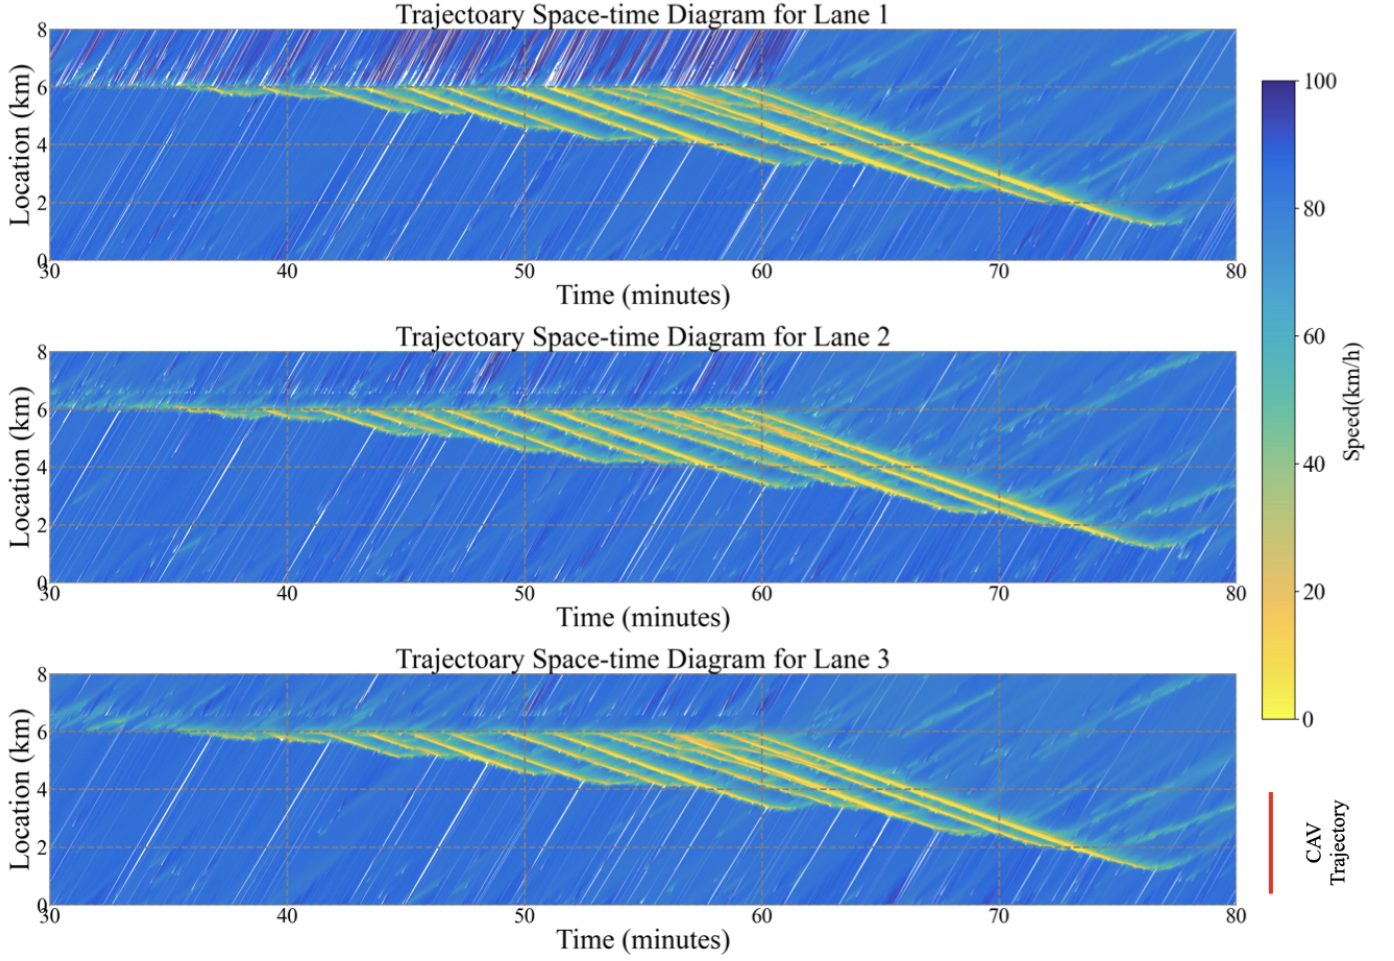 Trajectoary Space-time Diagram for Lane 1
8
6
4
2
0
Location (km)
30 40 50 60 70 80
Time (minutes)
Trajectoary Space-time Diagram for Lane 2
8
6
4
2
0
Location (km)
30 40 50 60 70 80
Time (minutes)
Trajectoary Space-time Diagram for Lane 3
8
6
4
2
0
Location (km)
30 40 50 60 70 80
Time (minutes)
100
80
60
40
20
0
Speed(km/h)
CAV
Trajectory